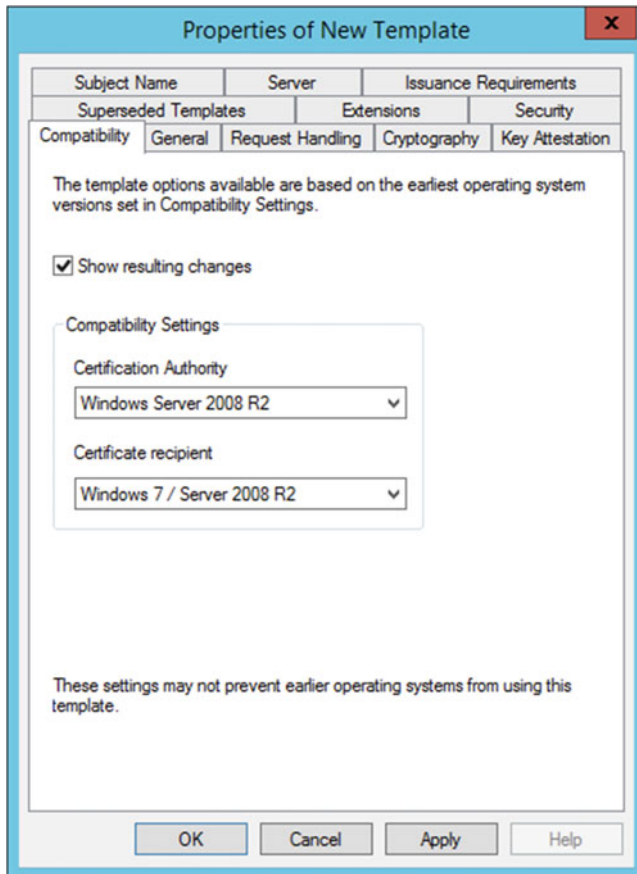 Properties of New Template
x
Subject Name Server Issuance Requirements
Superseded Templates Extensions Security
Compatibility General Request Handling Cryptography Key Attestation
The template options available are based on the earliest operating system
versions set in Compatibility Settings.
Show resulting changes
Compatibility Settings
Certification Authority
Windows Server 2008 R2
Certificate recipient
Windows 7 / Server 2008 R2
These settings may not prevent earlier operating systems from using this
template.
OK Cancel Apply Help